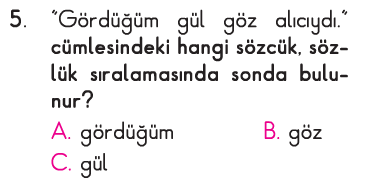 5. "Gördüğüm gül göz alıcıydı."
cümlesindeki hangi sözcük, söz-
lük sıralamasında sonda bulu-
nur?
A. gördüğüm B. göz
C. gül